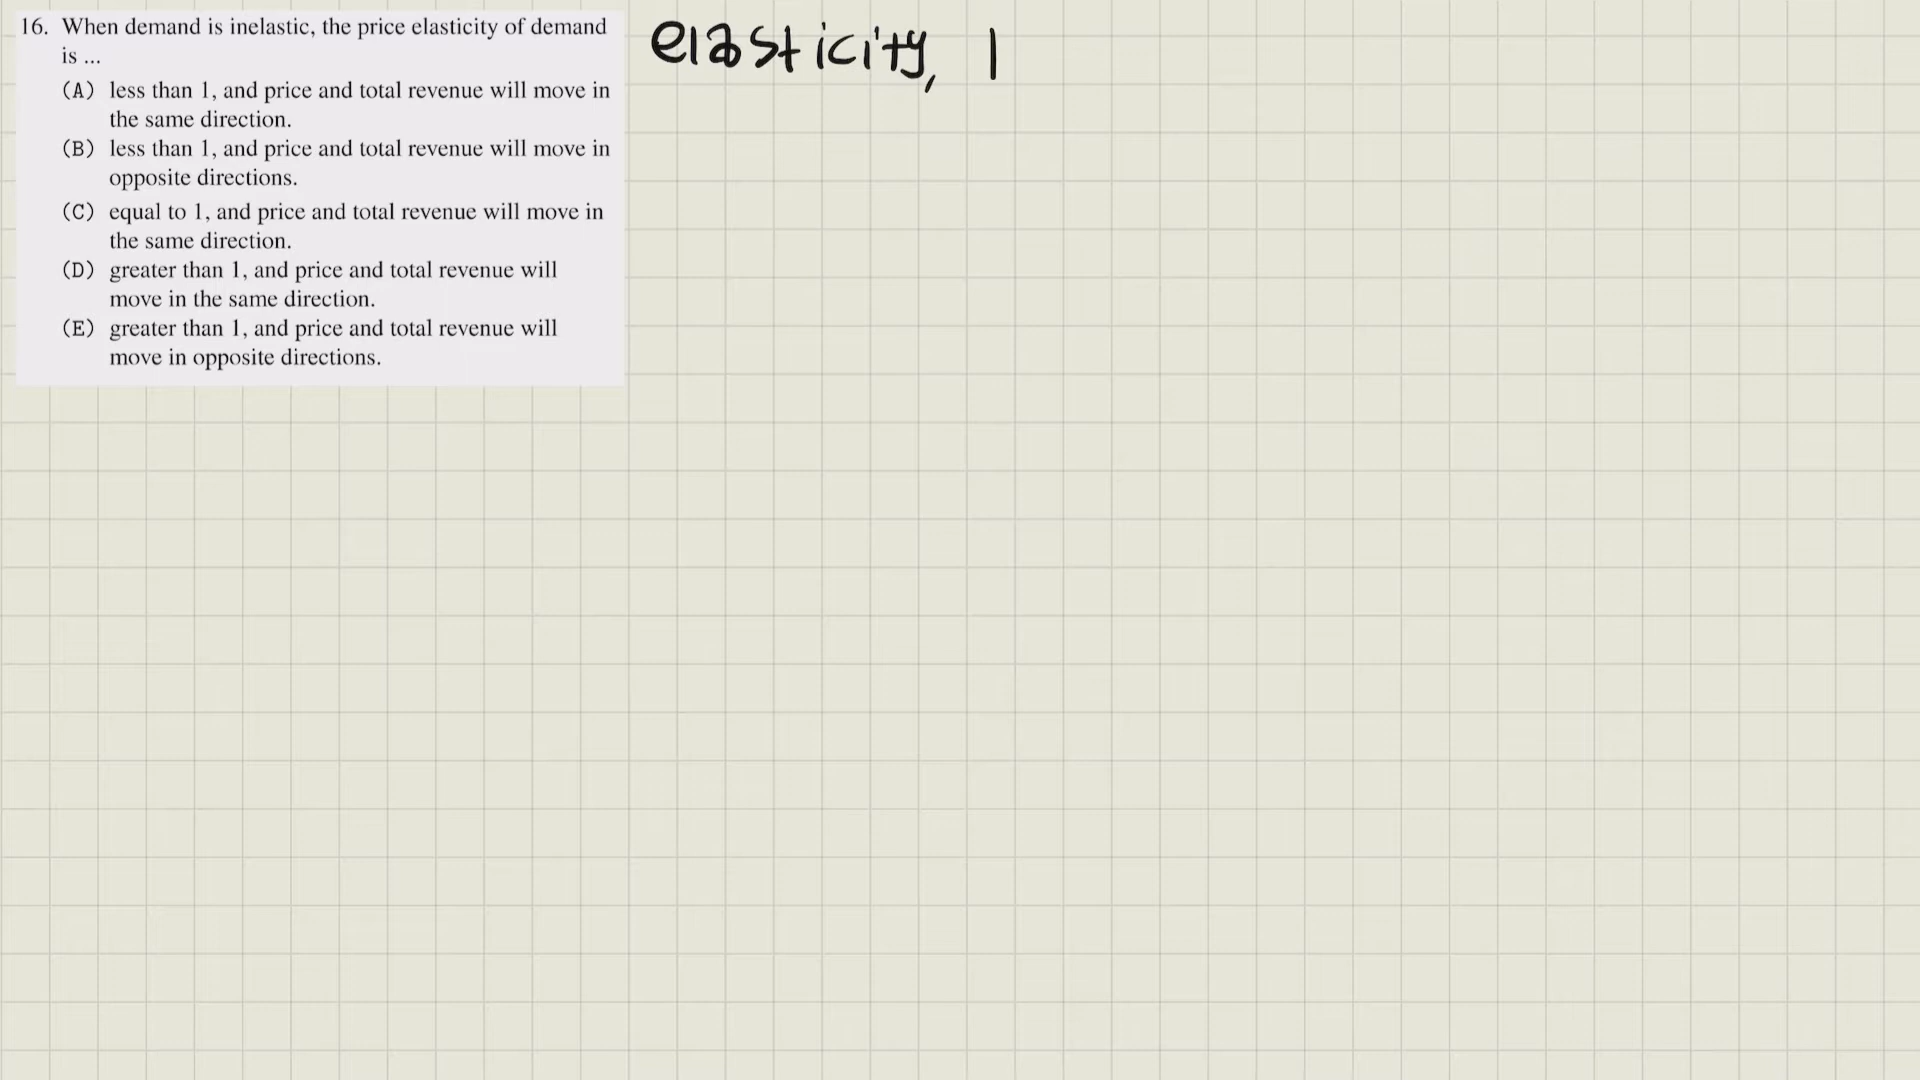 16. When demand is inelastic, the price elasticity of demand
is ...
(A) less than 1, and price and total revenue will move in
the same direction.
(B) less than 1, and price and total revenue will move in
opposite directions.
(C) equal to 1, and price and total revenue will move in
the same direction.
(D) greater than 1, and price and total revenue will
move in the same direction.
(E) greater than 1, and price and total revenue will
move in opposite directions.
elasticity, 1